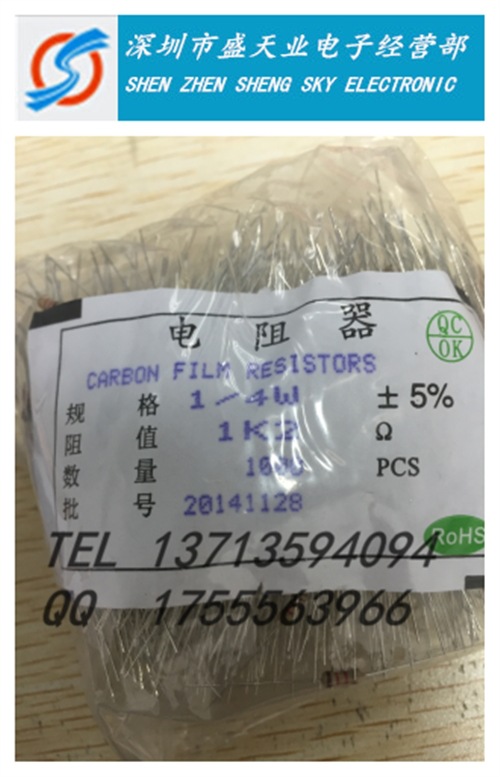 深圳市盛天业电子经营部
SHEN ZHEN SHENG SKY ELECTRONIC
电阻器
QC
OK
CARBON FILM RESISTORS
规格 1/4W ± 5%
阻值 1K2 Ω
数量 1000 PCS
批号 20141128
RoHS
TEL 13713594094
QQ 1755563966